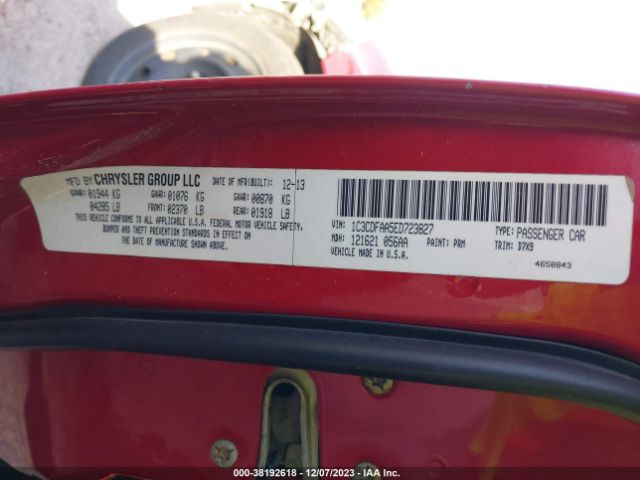 MFD BY CHRYSLER GROUP LLC DATE OF MFR(BUILT): 12-13
GVWR: 01944 KG GAWR: 01076 KG GAWR: 00870 KG
04285 LB FRONT: 02370 LB REAR: 01918 LB
THIS VEHICLE CONFORMS TO ALL APPLICABLE U.S.A. FEDERAL MOTOR VEHICLE SAFETY,
BUMPER AND THEFT PREVENTION STANDARDS IN EFFECT ON
THE DATE OF MANUFACTURE SHOWN ABOVE.
VIN: 1C3CDFAA5ED723827 TYPE: PASSENGER CAR
MDH: 121621 056AA PAINT: PRM TRIM: D7X9
VEHICLE MADE IN U.S.A.
4658843
000-38192618 - 12/07/2023 - IAA Inc.